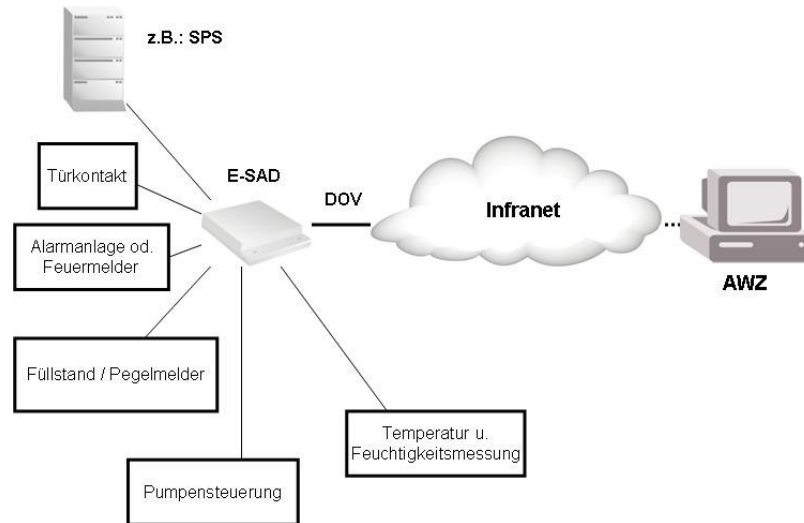 z.B.: SPS
Türkontakt
E-SAD
DOV
Infranet
Alarmanlage od.
Feuermelder
AWZ
Füllstand / Pegelmelder
Temperatur u.
Feuchtigkeitsmessung
Pumpensteuerung